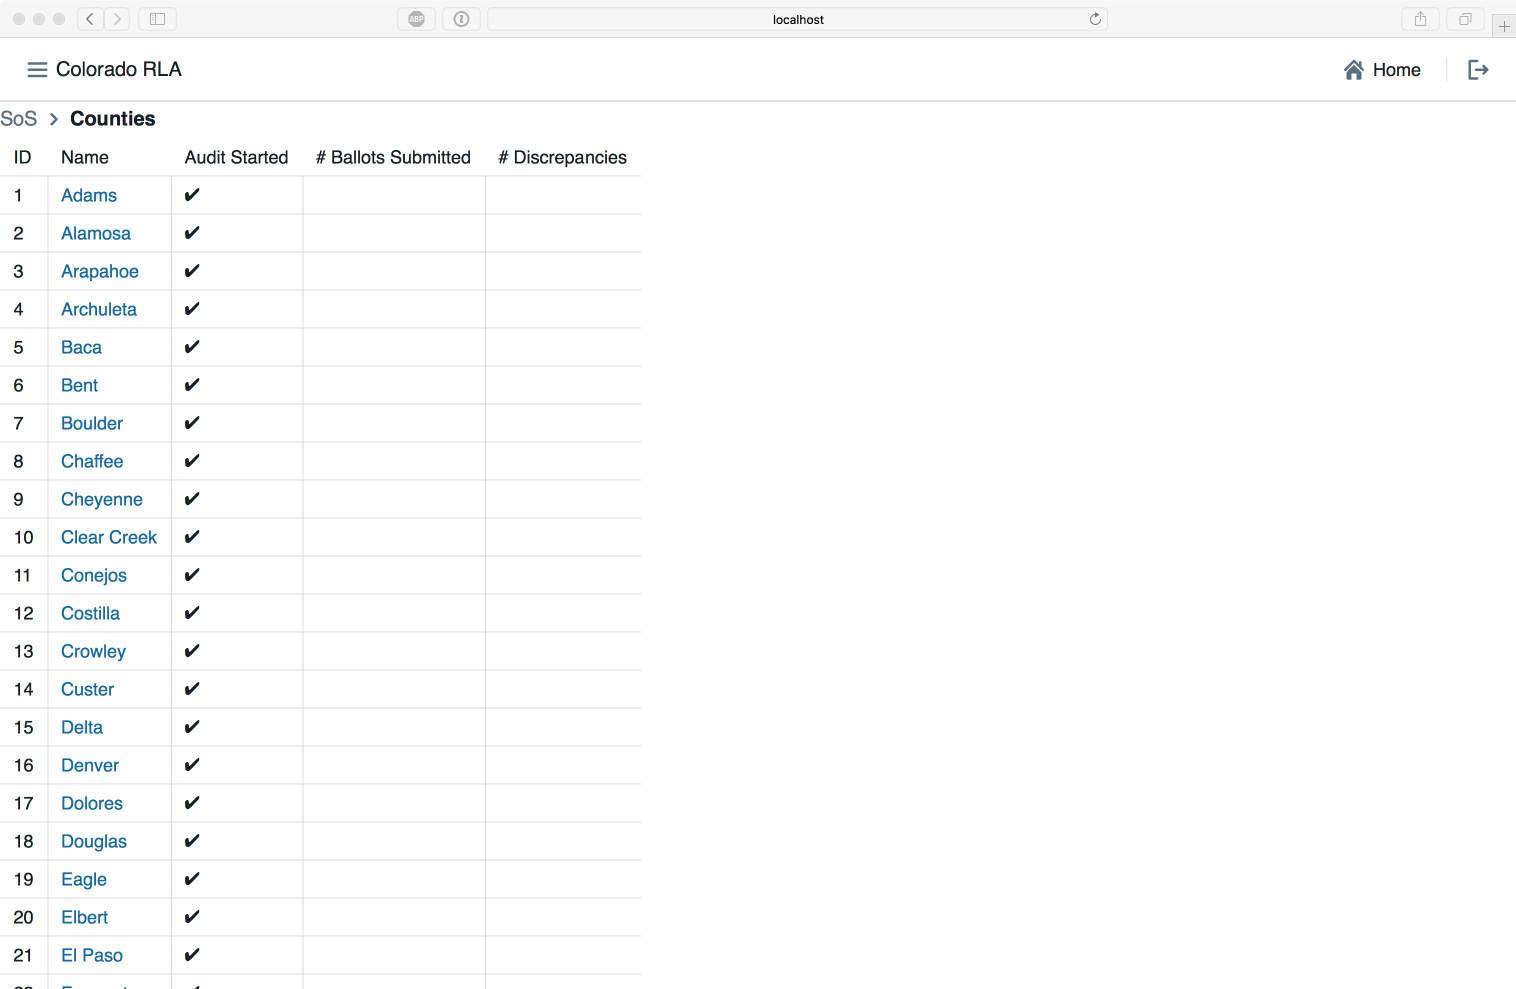 ABP
localhost
Colorado RLA
Home
SoS > Counties
ID Name Audit Started # Ballots Submitted # Discrepancies
1 Adams ✔
2 Alamosa ✔
3 Arapahoe ✔
4 Archuleta ✔
5 Baca ✔
6 Bent ✔
7 Boulder ✔
8 Chaffee ✔
9 Cheyenne ✔
10 Clear Creek ✔
11 Conejos ✔
12 Costilla ✔
13 Crowley ✔
14 Custer ✔
15 Delta ✔
16 Denver ✔
17 Dolores ✔
18 Douglas ✔
19 Eagle ✔
20 Elbert ✔
21 El Paso ✔